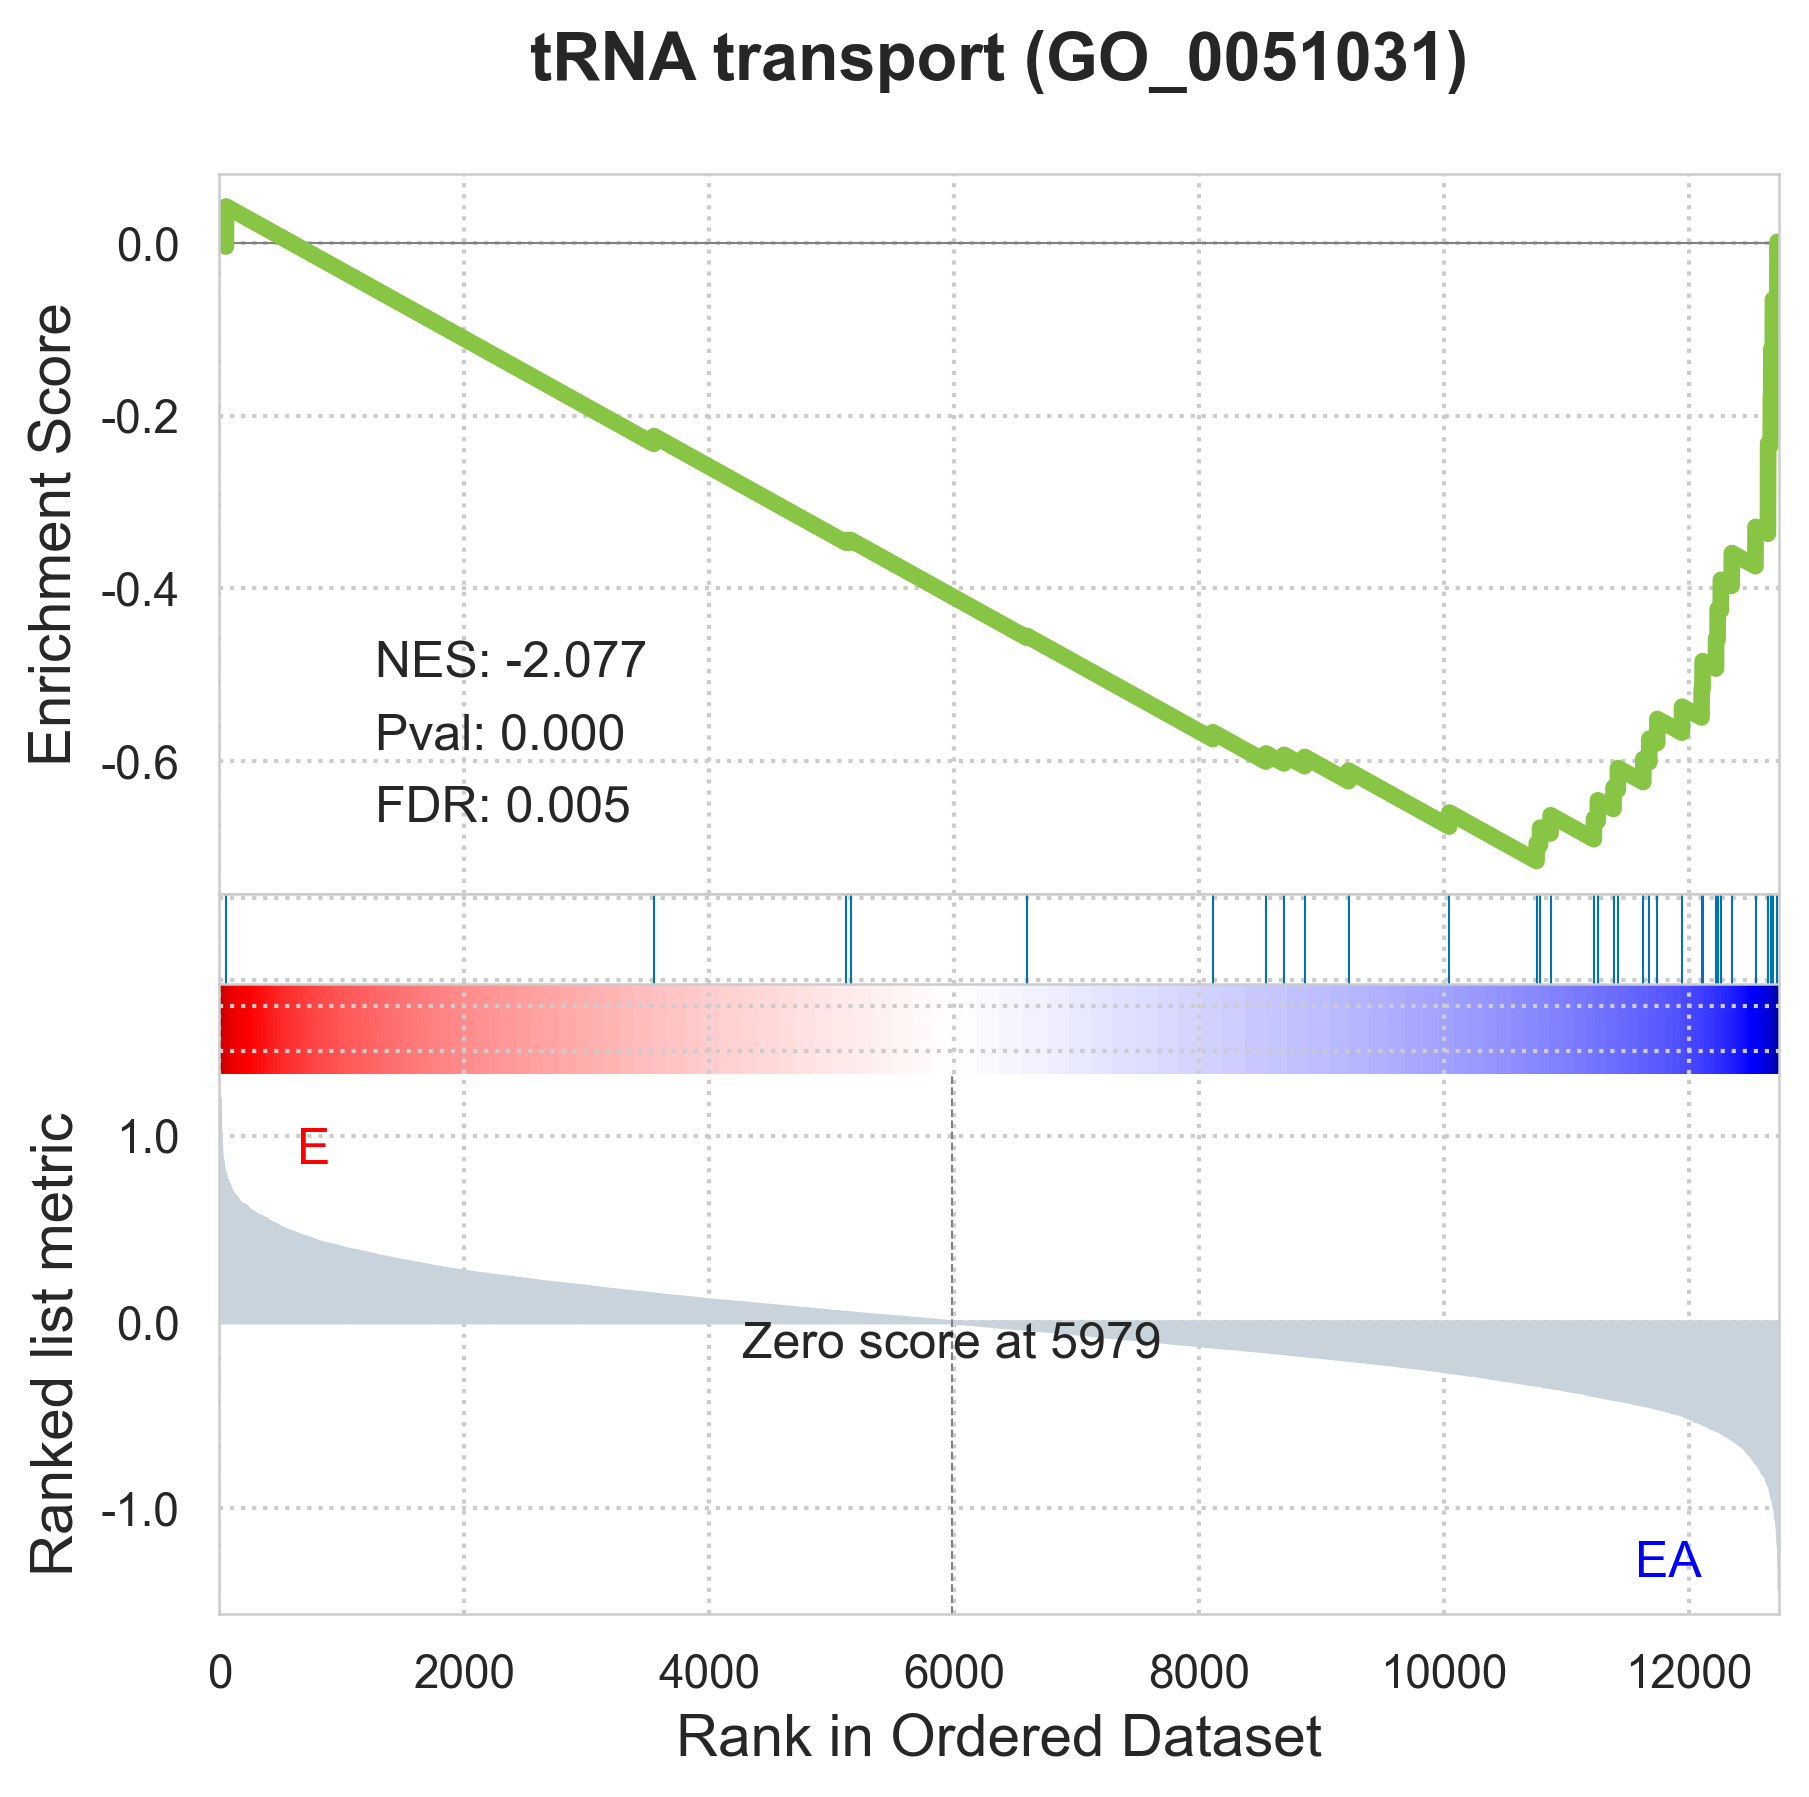 tRNA transport (GO_0051031)
Enrichment Score
0.0
-0.2
-0.4
-0.6
NES: -2.077
Pval: 0.000
FDR: 0.005
Ranked list metric
1.0
0.0
-1.0
E
Zero score at 5979
EA
0 2000 4000 6000 8000 10000 12000
Rank in Ordered Dataset